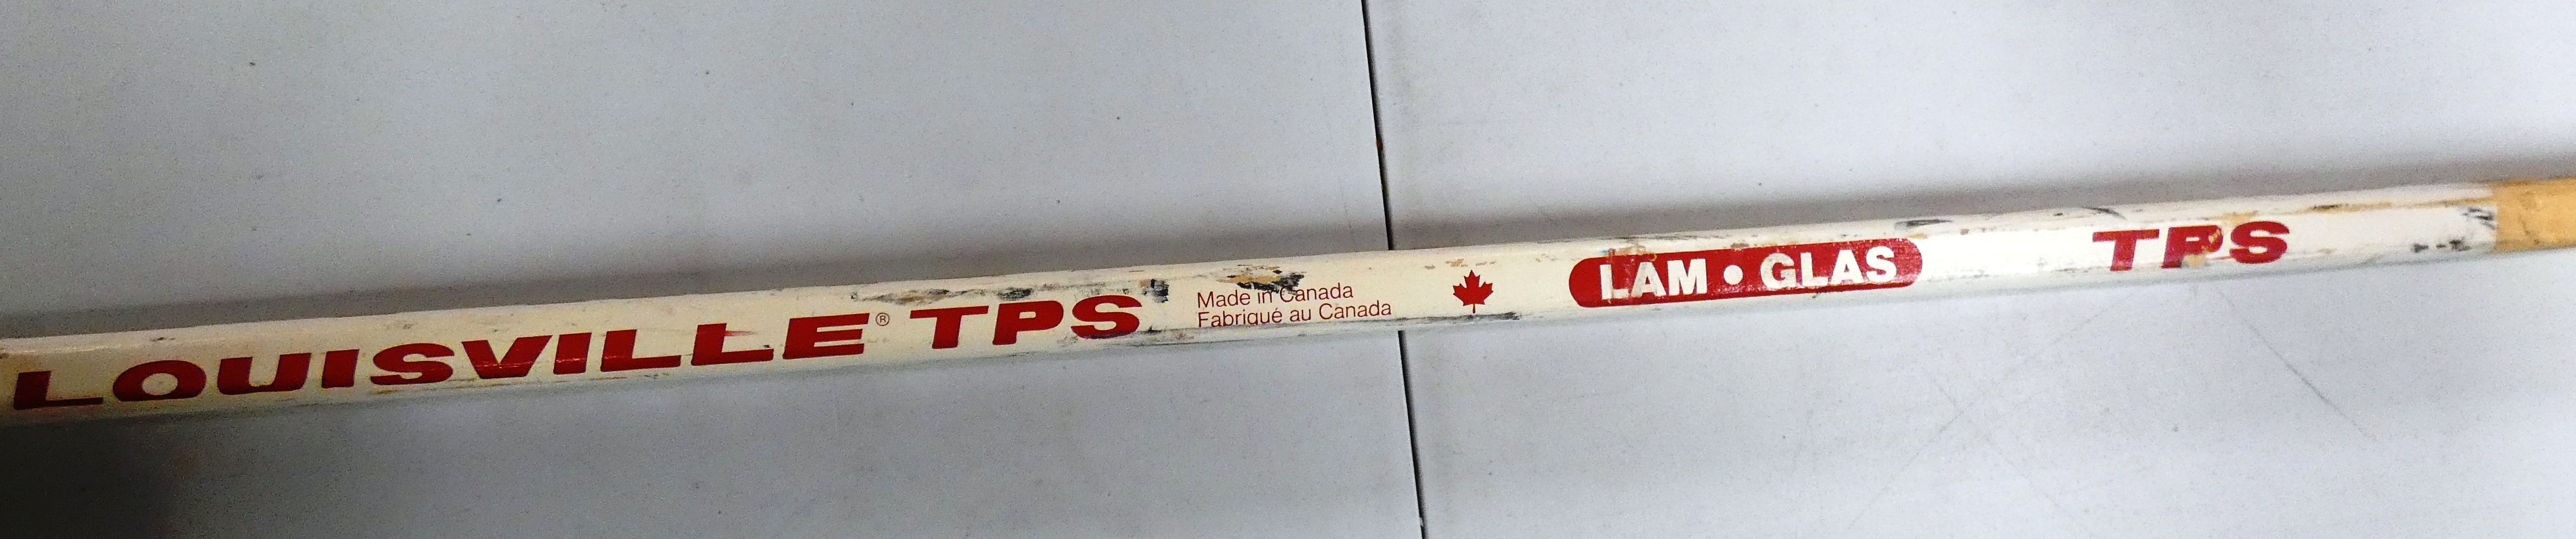 LOUISVILLE® TPS
Made in Canada
Fabriqué au Canada
LAM • GLAS
TPS